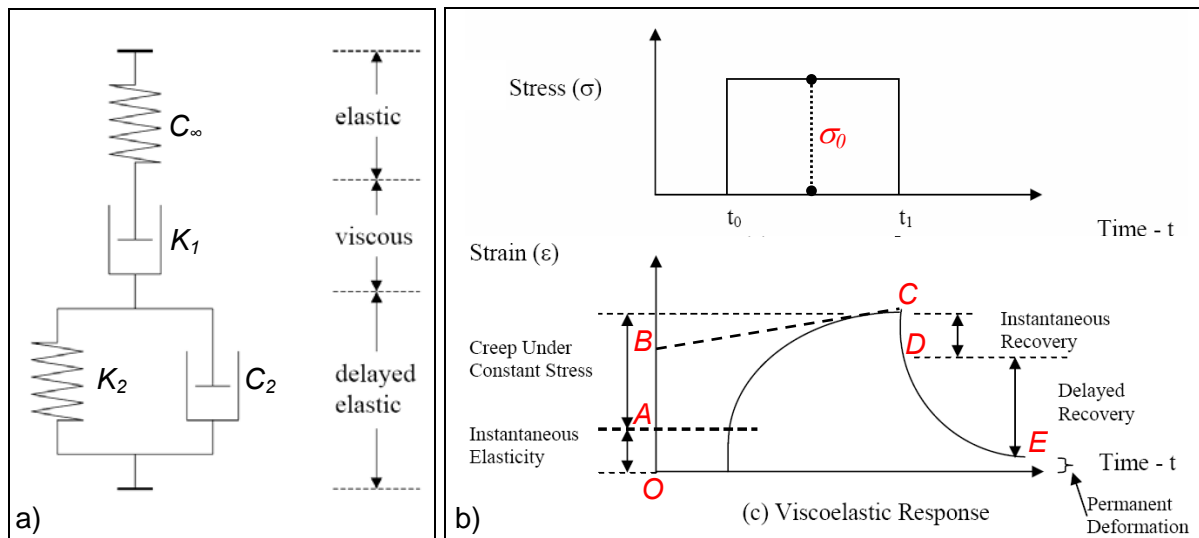 C∞
elastic
K1
viscous
K2
C2
delayed
elastic
a)
Stress (σ)
σ0
t0
t1
Time - t
Strain (ε)
C
B
D
Instantaneous
Recovery
Creep Under
Constant Stress
A
Delayed
Recovery
Instantaneous
Elasticity
E
Time - t
O
Permanent
Deformation
b)
(c) Viscoelastic Response